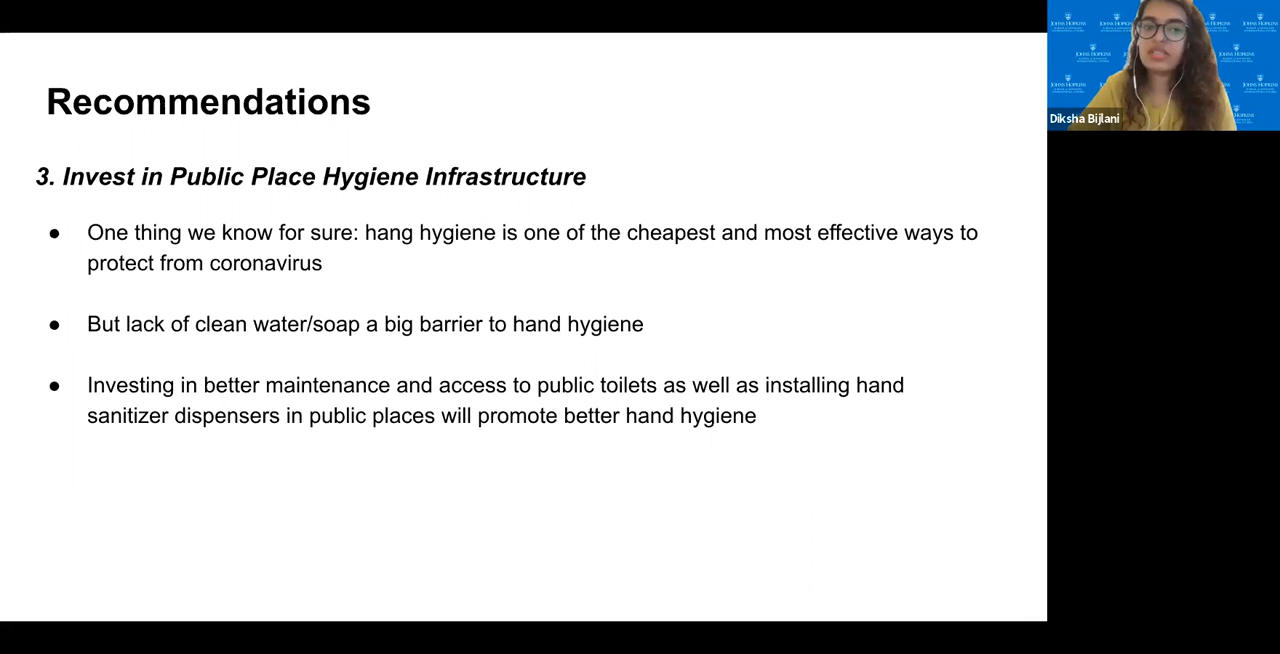 Recommendations
3. Invest in Public Place Hygiene Infrastructure
● One thing we know for sure: hang hygiene is one of the cheapest and most effective ways to
protect from coronavirus
● But lack of clean water/soap a big barrier to hand hygiene
● Investing in better maintenance and access to public toilets as well as installing hand
sanitizer dispensers in public places will promote better hand hygiene
JOHNS HOPKINS
Diksha Bijlani